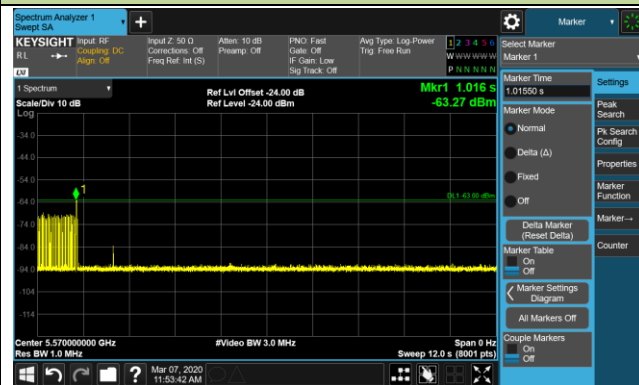 Spectrum Analyzer 1
Swept SA
+
Marker
KEYSIGHT
RL
LXI
Input: RF
Coupling: DC
Align: Off
Input Z: 50 Ω
Corrections: Off
Freq Ref: Int (S)
Atten: 10 dB
Preamp: Off
PNO: Fast
Gate: Off
IF Gain: Low
Sig Track: Off
Avg Type: Log-Power
Trig: Free Run
1 2 3 4 5 6
W W W W W W
P N N N N N
Select Marker
Marker 1
1 Spectrum
Scale/Div 10 dB
Log
Ref Lvl Offset -24.00 dB
Ref Level -24.00 dBm
Mkr1 1.016 s
-63.27 dBm
-34.0
-44.0
-54.0
-64.0
-74.0
-84.0
-94.0
-104
-114
1
DL1 -63.00 dBm
Center 5.570000000 GHz
Res BW 1.0 MHz
#Video BW 3.0 MHz
Span 0 Hz
Sweep 12.0 s (8001 pts)
Marker Time
1.01550 s
Marker Mode
Normal
Delta (Δ)
Fixed
Off
Delta Marker
(Reset Delta)
Marker Table
On
Off
Marker Settings
Diagram
All Markers Off
Couple Markers
On
Off
Settings
Peak
Search
Pk Search
Config
Properties
Marker
Function
Marker→
Counter
?
Mar 07, 2020
11:53:42 AM